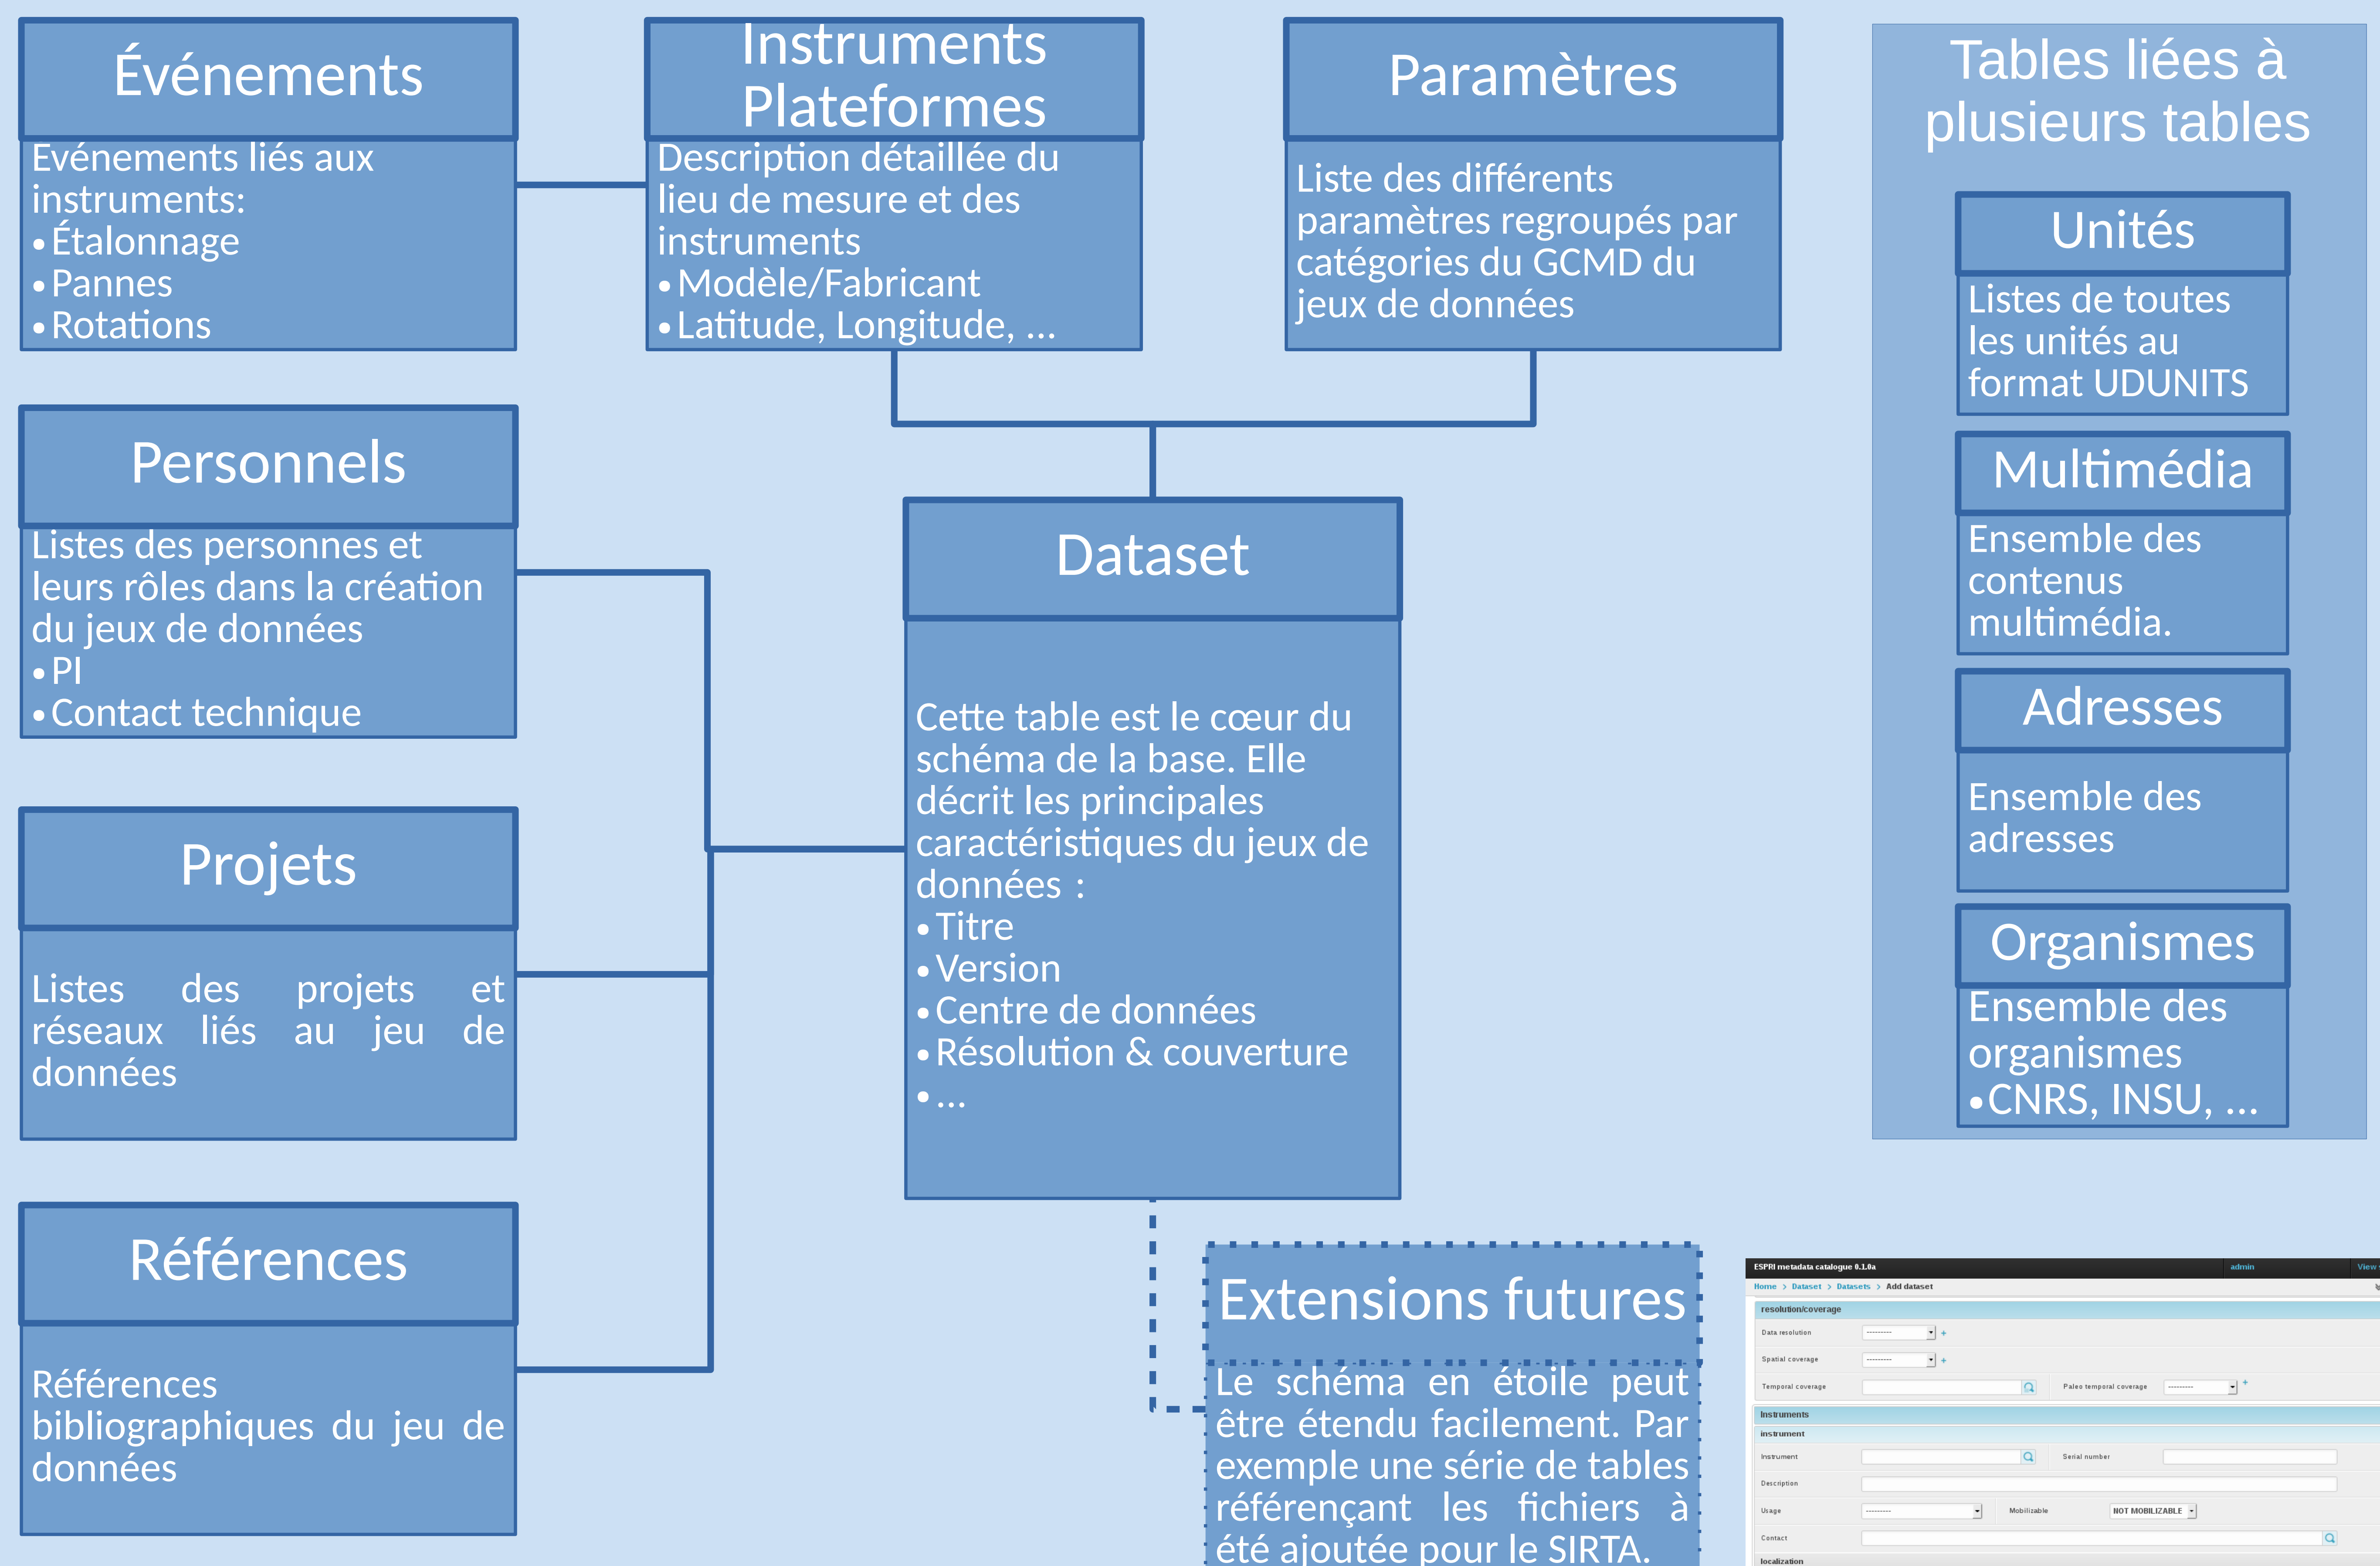 Événements
Evénements liés aux
instruments:
• Étalonnage
• Pannes
• Rotations
Instruments
Plateformes
Description détaillée du
lieu de mesure et des
instruments
• Modèle/Fabricant
• Latitude, Longitude, ...
Paramètres
Liste des différents
paramètres regroupés par
catégories du GCMD du
jeux de données
Personnels
Listes des personnes et
leurs rôles dans la création
du jeux de données
• PI
• Contact technique
Projets
Listes des projets et
réseaux liés au jeu de
données
Références
Références
bibliographiques du jeu de
données
Dataset
Cette table est le cœur du
schéma de la base. Elle
décrit les principales
caractéristiques du jeux de
données :
• Titre
• Version
• Centre de données
• Résolution & couverture
• ...
Extensions futures
Le schéma en étoile peut
être étendu facilement. Par
exemple une série de tables
référençant les fichiers à
été ajoutée pour le SIRTA.
Tables liées à
plusieurs tables
Unités
Listes de toutes
les unités au
format UDUNITS
Multimédia
Ensemble des
contenus
multimédia.
Adresses
Ensemble des
adresses
Organismes
Ensemble des
organismes
• CNRS, INSU, ...
ESPRI metadata catalogue 0.1.0a admin View
Home > Dataset > Datasets > Add dataset
resolution/coverage
Data resolution --------- +
Spatial coverage --------- +
Temporal coverage Paleo temporal coverage --------- +
Instruments
instrument
Instrument Serial number
Description
Usage --------- Mobilizable NOT MOBILIZABLE
Contact
localization